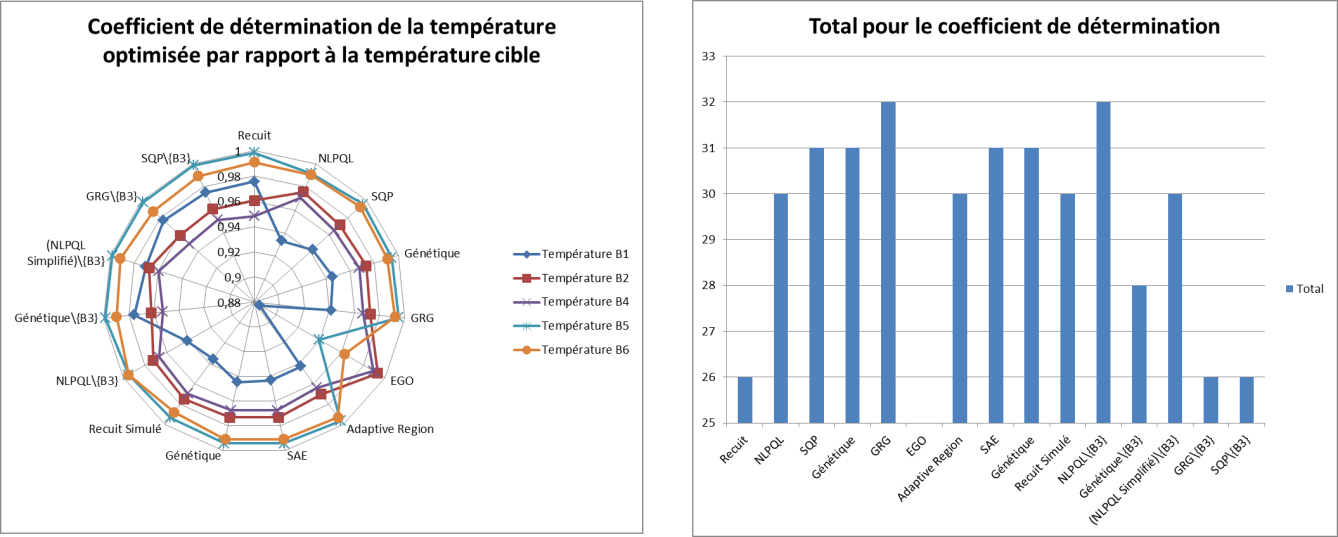 Coefficient de détermination de la température
optimisée par rapport à la température cible
Recuit
NLPQL
SQP
Génétique
GRG
EGO
Adaptive Region
SAE
Génétique
Recuit Simulé
NLPQL\{B3}
Génétique\{B3}
(NLPQL
Simplifié)\{B3}
GRG\{B3}
SQP\{B3}
1
0,98
0,96
0,94
0,92
0,9
0,88
Température B1
Température B2
Température B4
Température B5
Température B6
Total pour le coefficient de détermination
33
32
31
30
29
28
27
26
25
Recuit
NLPQL
SQP
Génétique
GRG
EGO
Adaptive Region
SAE
Génétique
Recuit Simulé
NLPQL\{B3}
Génétique\{B3}
(NLPQL Simplifié)\{B3}
GRG\{B3}
SQP\{B3}
Total